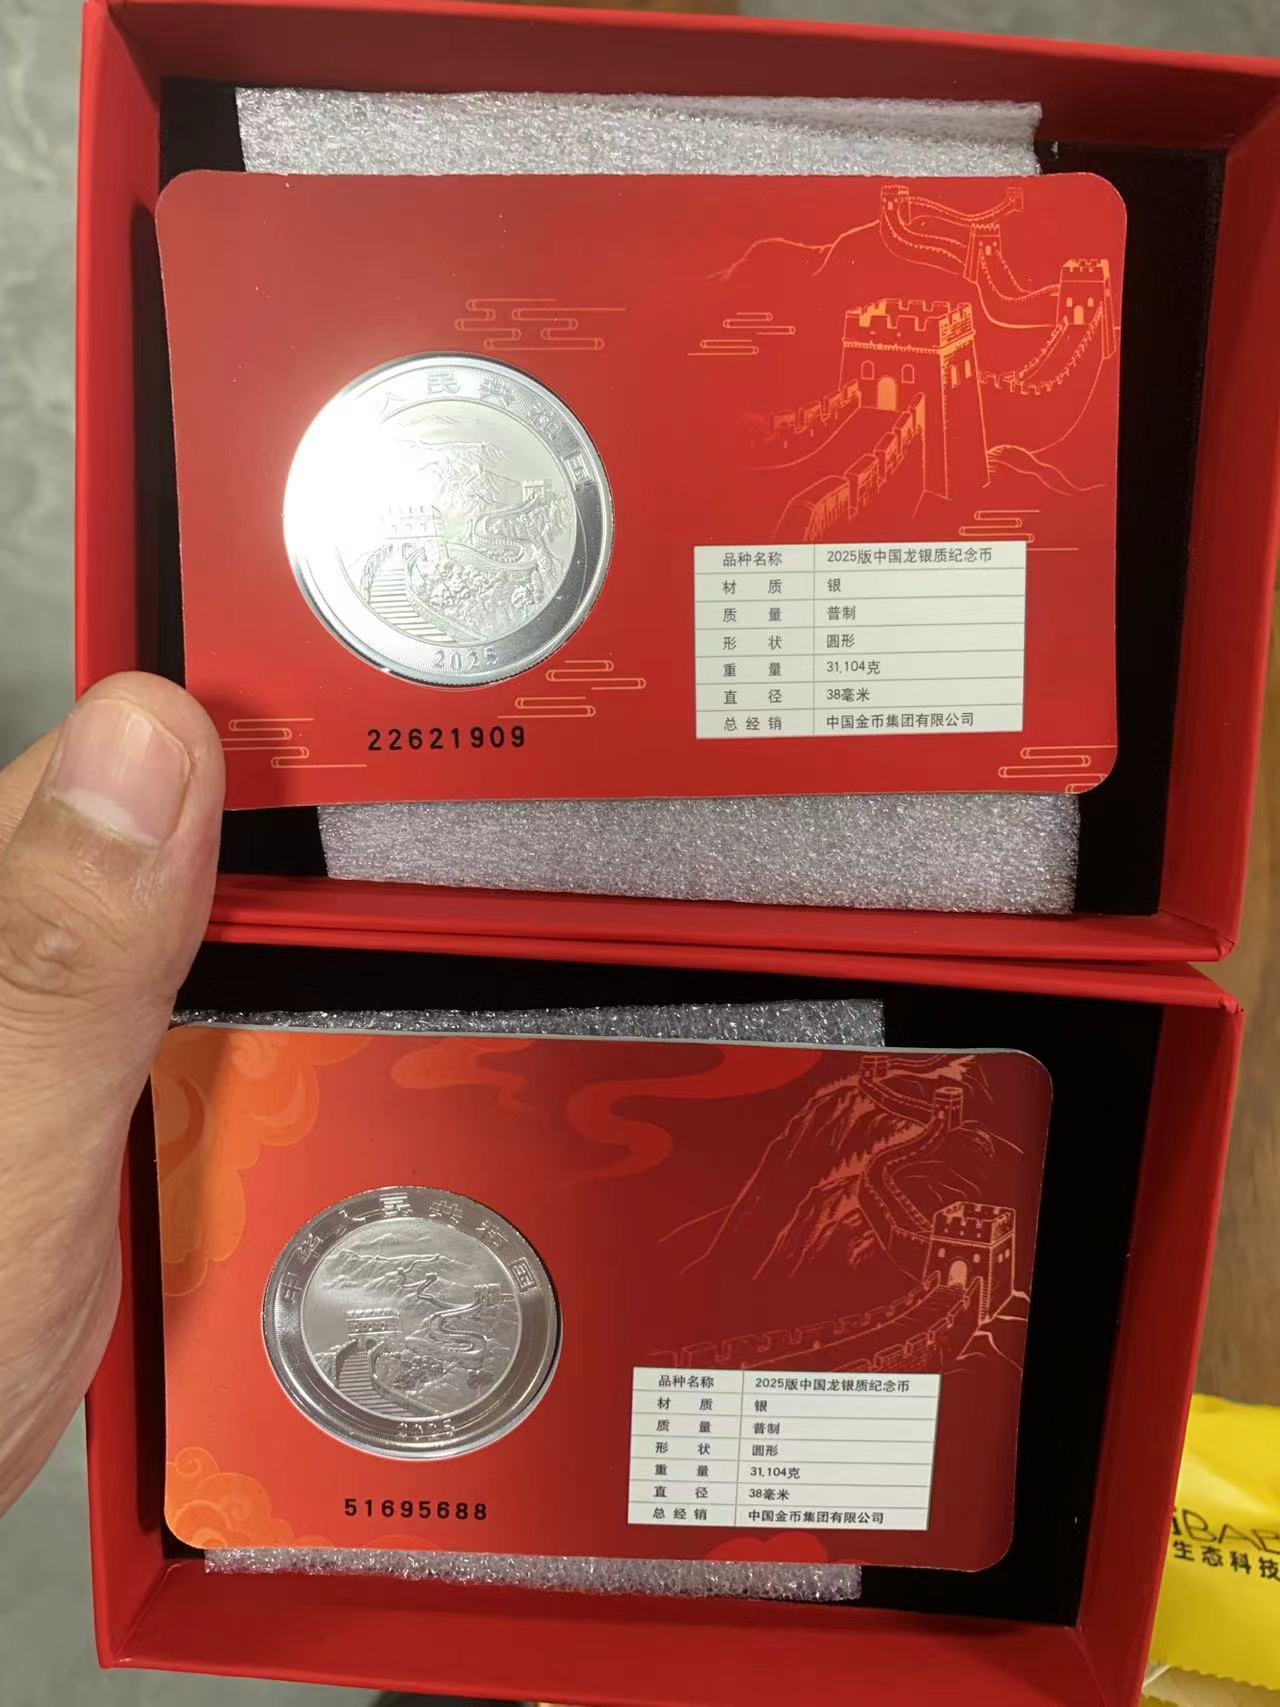 人民共和国
2025
22621909
品种名称 2025版中国龙银质纪念币
材 质 银
质 量 普制
形 状 圆形
重 量 31.104克
直 径 38毫米
总 经 销 中国金币集团有限公司
中华人民共和国
2025
51695688
品种名称 2025版中国龙银质纪念币
材 质 银
质 量 普制
形 状 圆形
重 量 31.104克
直 径 38毫米
总 经 销 中国金币集团有限公司
iBAB
生态科技